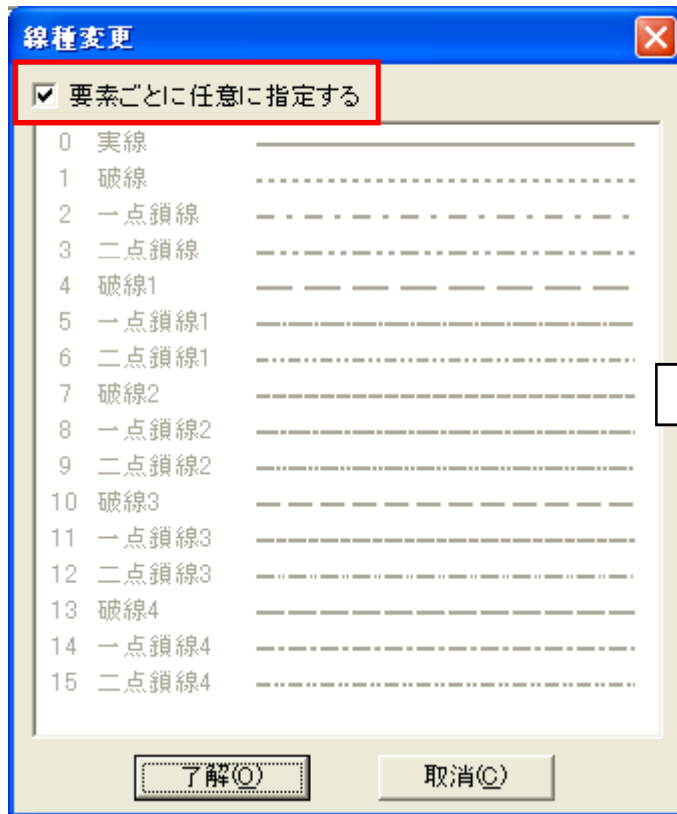 線種変更
要素ごとに任意に指定する
0 実線
1 破線
2 一点鎖線
3 二点鎖線
4 破線1
5 一点鎖線1
6 二点鎖線1
7 破線2
8 一点鎖線2
9 二点鎖線2
10 破線3
11 一点鎖線3
12 二点鎖線3
13 破線4
14 一点鎖線4
15 二点鎖線4
了解(O) 取消(C)